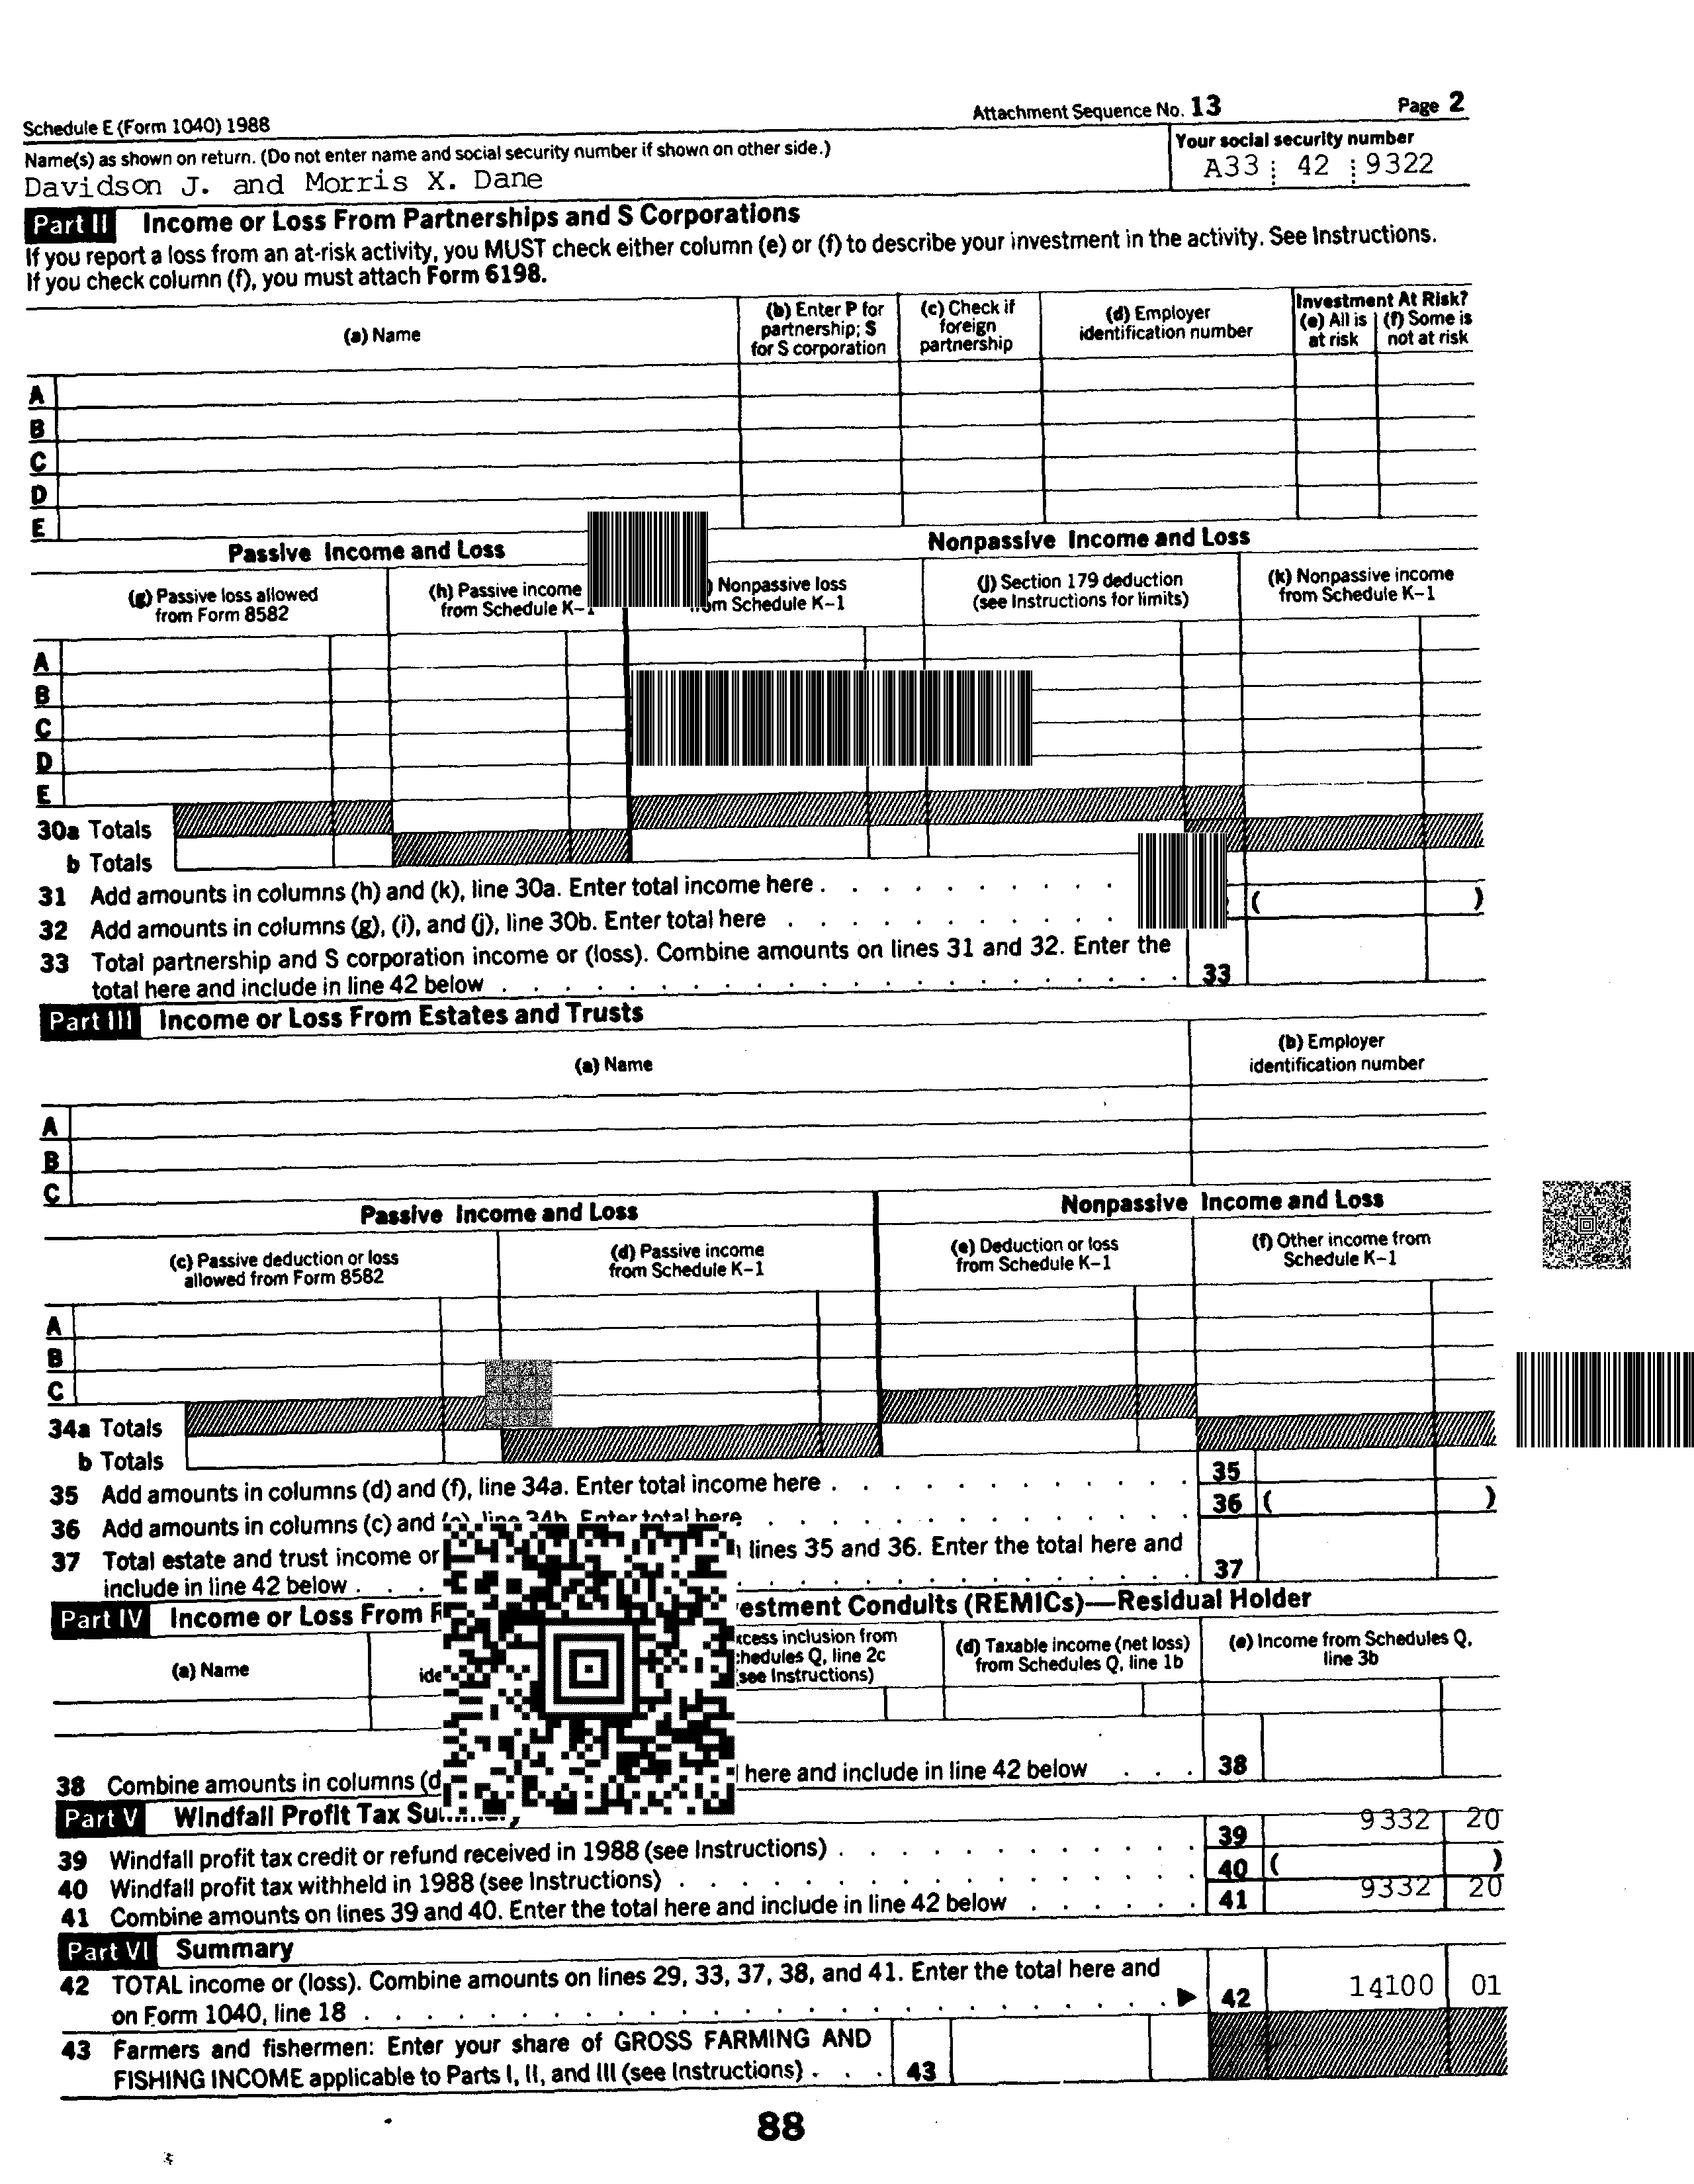 Schedule E (Form 1040) 1988 Attachment Sequence No. 13 Page 2
Name(s) as shown on return. (Do not enter name and social security number if shown on other side.) Your social security number
Davidson J. and Morris X. Dane A33 42 9322
Part II Income or Loss From Partnerships and S Corporations
If you report a loss from an at-risk activity, you MUST check either column (e) or (f) to describe your investment in the activity. See Instructions.
If you check column (f), you must attach Form 6198.
(a) Name (b) Enter P for partnership; S for S corporation (c) Check if foreign partnership (d) Employer identification number Investment At Risk? (e) All is at risk (f) Some is not at risk
A
B
C
D
E
Passive Income and Loss Nonpassive Income and Loss
(g) Passive loss allowed from Form 8582 (h) Passive income from Schedule K– Nonpassive loss Schedule K–1 (j) Section 179 deduction (see Instructions for limits) (k) Nonpassive income from Schedule K–1
A
B
C
D
E
30a Totals
b Totals
31 Add amounts in columns (h) and (k), line 30a. Enter total income here . . . . . . . . . .
32 Add amounts in columns (g), (i), and (j), line 30b. Enter total here . . . . . . . . . . . ( )
33 Total partnership and S corporation income or (loss). Combine amounts on lines 31 and 32. Enter the
total here and include in line 42 below . . . . . . . . . . . . . . . . . . . . . . 33
Part III Income or Loss From Estates and Trusts
(a) Name (b) Employer identification number
A
B
C
Passive Income and Loss Nonpassive Income and Loss
(c) Passive deduction or loss allowed from Form 8582 (d) Passive income from Schedule K–1 (e) Deduction or loss from Schedule K–1 (f) Other income from Schedule K–1
A
B
C
34a Totals
b Totals
35 Add amounts in columns (d) and (f), line 34a. Enter total income here . . . . . . . . . . . . 35
36 Add amounts in columns (c) and (e), line 34b. Enter total here . . . . . . . . . . . . . . 36 ( )
37 Total estate and trust income or lines 35 and 36. Enter the total here and
include in line 42 below . . . . . . . . . . . . . . . . . 37
Part IV Income or Loss From estment Conduits (REMICs)—Residual Holder
(a) Name inclusion from Q, line 2c (see Instructions) (d) Taxable income (net loss) from Schedules Q, line 1b (e) Income from Schedules Q, line 3b
38 Combine amounts in columns (d here and include in line 42 below . . . 38
Part V Windfall Profit Tax
39 Windfall profit tax credit or refund received in 1988 (see Instructions) . . . . . . . . . . . . 39 9332 20
40 Windfall profit tax withheld in 1988 (see Instructions) . . . . . . . . . . . . . . . . . 40 ( )
41 Combine amounts on lines 39 and 40. Enter the total here and include in line 42 below . . . . . . 41 9332 20
Part VI Summary
42 TOTAL income or (loss). Combine amounts on lines 29, 33, 37, 38, and 41. Enter the total here and
on Form 1040, line 18 . . . . . . . . . . . . . . . . . . . . . . . . . . ▶ 42 14100 01
43 Farmers and fishermen: Enter your share of GROSS FARMING AND
FISHING INCOME applicable to Parts I, II, and III (see Instructions) . . . 43
88